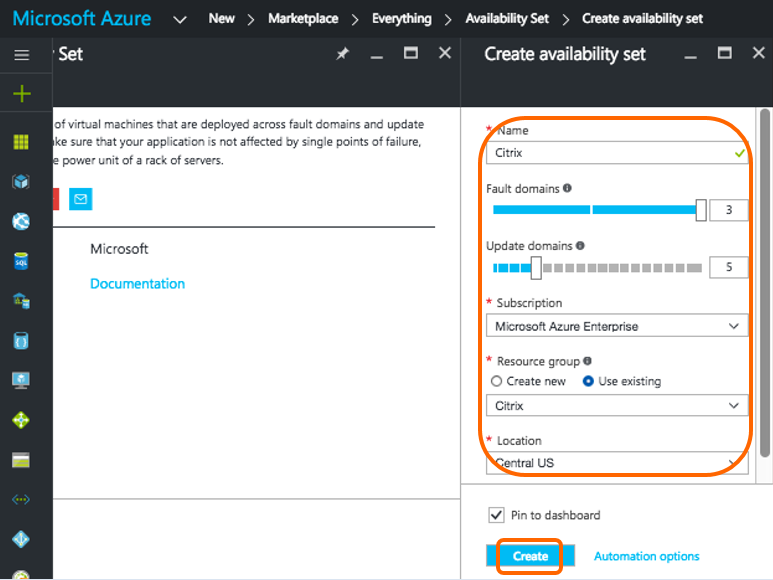 Microsoft Azure New > Marketplace > Everything > Availability Set > Create availability set
Set
Create availability set
of virtual machines that are deployed across fault domains and update
ke sure that your application is not affected by single points of failure,
e power unit of a rack of servers.
Microsoft
Documentation
* Name
Citrix
Fault domains
3
Update domains
5
* Subscription
Microsoft Azure Enterprise
* Resource group
Create new Use existing
Citrix
* Location
Central US
Pin to dashboard
Create Automation options
SQL